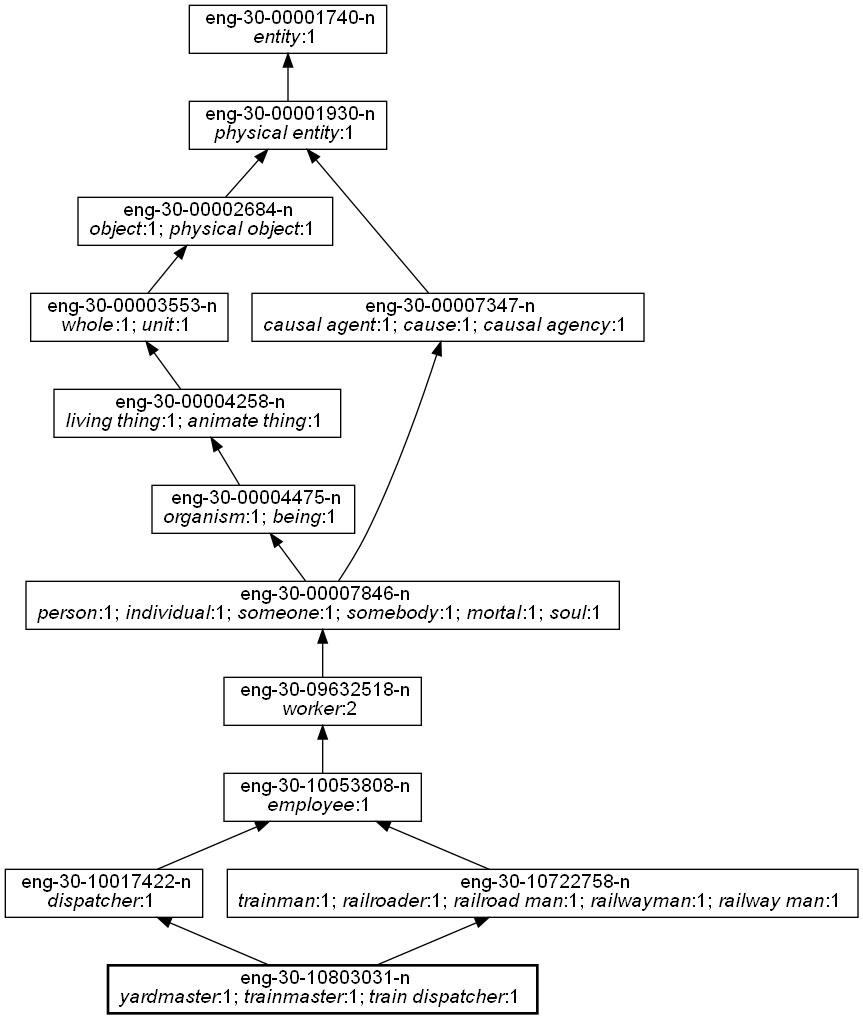 eng-30-00001740-n
entity:1
eng-30-00001930-n
physical entity:1
eng-30-00002684-n
object:1; physical object:1
eng-30-00003553-n
whole:1; unit:1
eng-30-00007347-n
causal agent:1; cause:1; causal agency:1
eng-30-00004258-n
living thing:1; animate thing:1
eng-30-00004475-n
organism:1; being:1
eng-30-00007846-n
person:1; individual:1; someone:1; somebody:1; mortal:1; soul:1
eng-30-09632518-n
worker:2
eng-30-10053808-n
employee:1
eng-30-10017422-n
dispatcher:1
eng-30-10722758-n
trainman:1; railroader:1; railroad man:1; railwayman:1; railway man:1
eng-30-10803031-n
yardmaster:1; trainmaster:1; train dispatcher:1